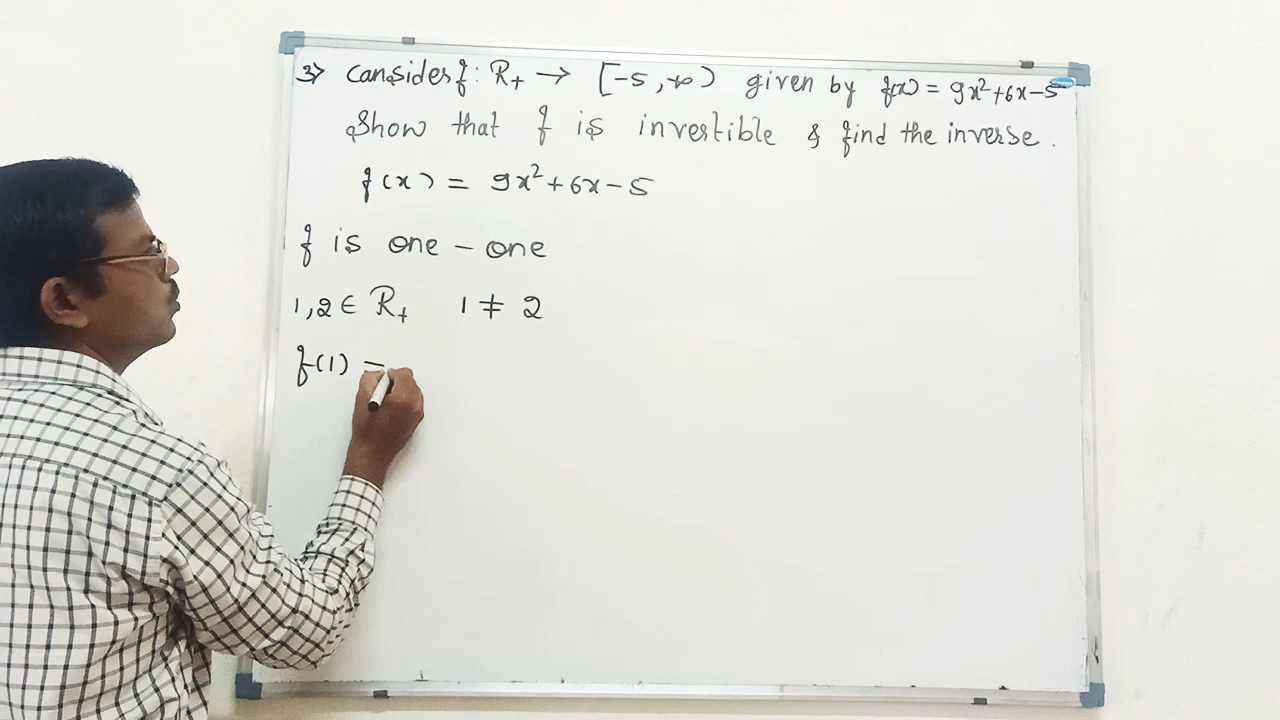 3) Consider f: R₊ → [-5, ∞) given by f(x) = 9x²+6x-5
Show that f is invertible & find the inverse.
f(x) = 9x²+6x-5
f is one-one
1,2 ∈ R₊ 1 ≠ 2
f(1) =